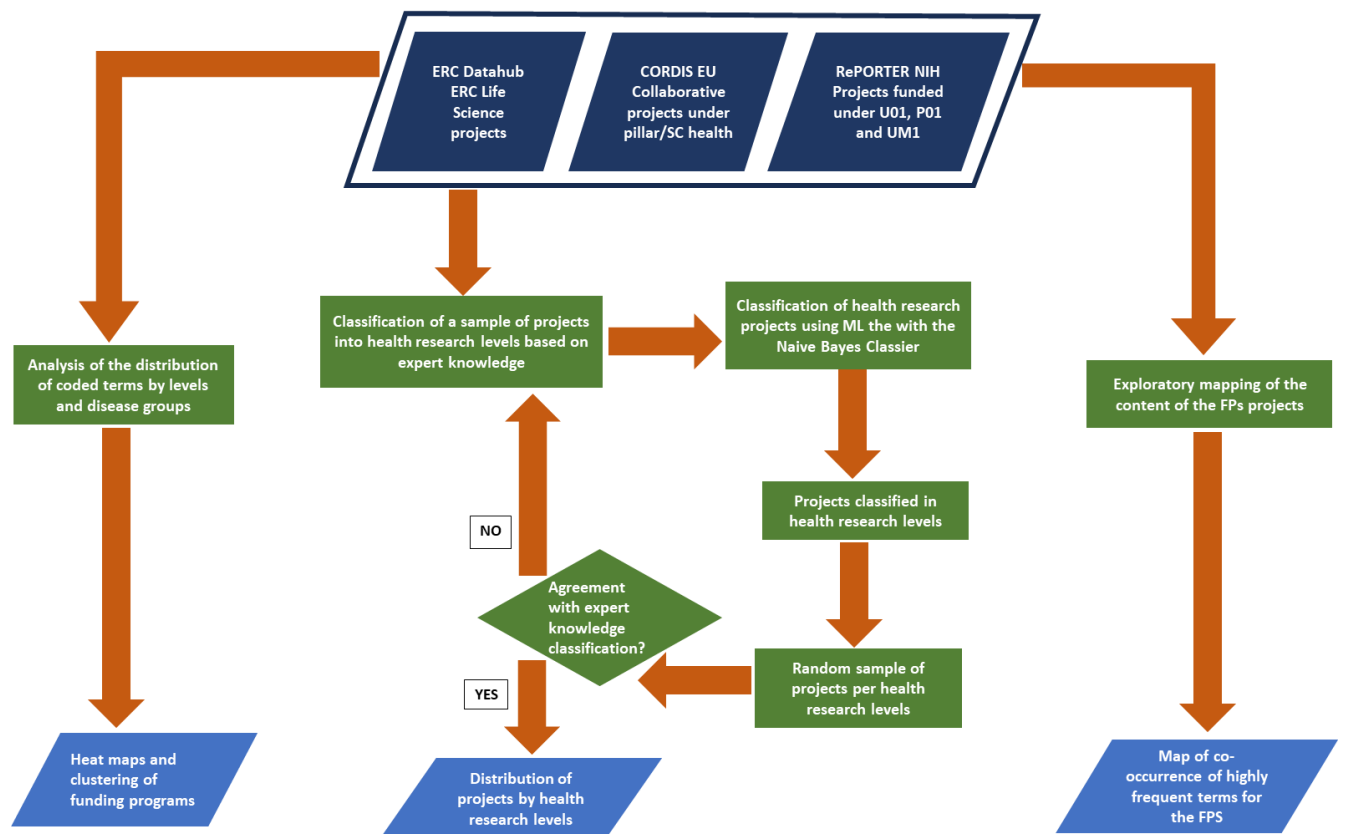 ERC Datahub
ERC Life
Science
projects
CORDIS EU
Collaborative
projects under
pillar/SC health
RePORTER NIH
Projects funded
under U01, P01
and UM1
Classification of a sample of projects
into health research levels based on
expert knowledge
Classification of health research
projects using ML the with the
Naive Bayes Classier
Analysis of the distribution
of coded terms by levels
and disease groups
Exploratory mapping of the
content of the FPs projects
Projects classified in
health research levels
NO
Agreement
with expert
knowledge
classification?
Random sample of
projects per health
research levels
YES
Heat maps and
clustering of
funding programs
Distribution of
projects by health
research levels
Map of co-
occurrence of highly
frequent terms for
the FPS